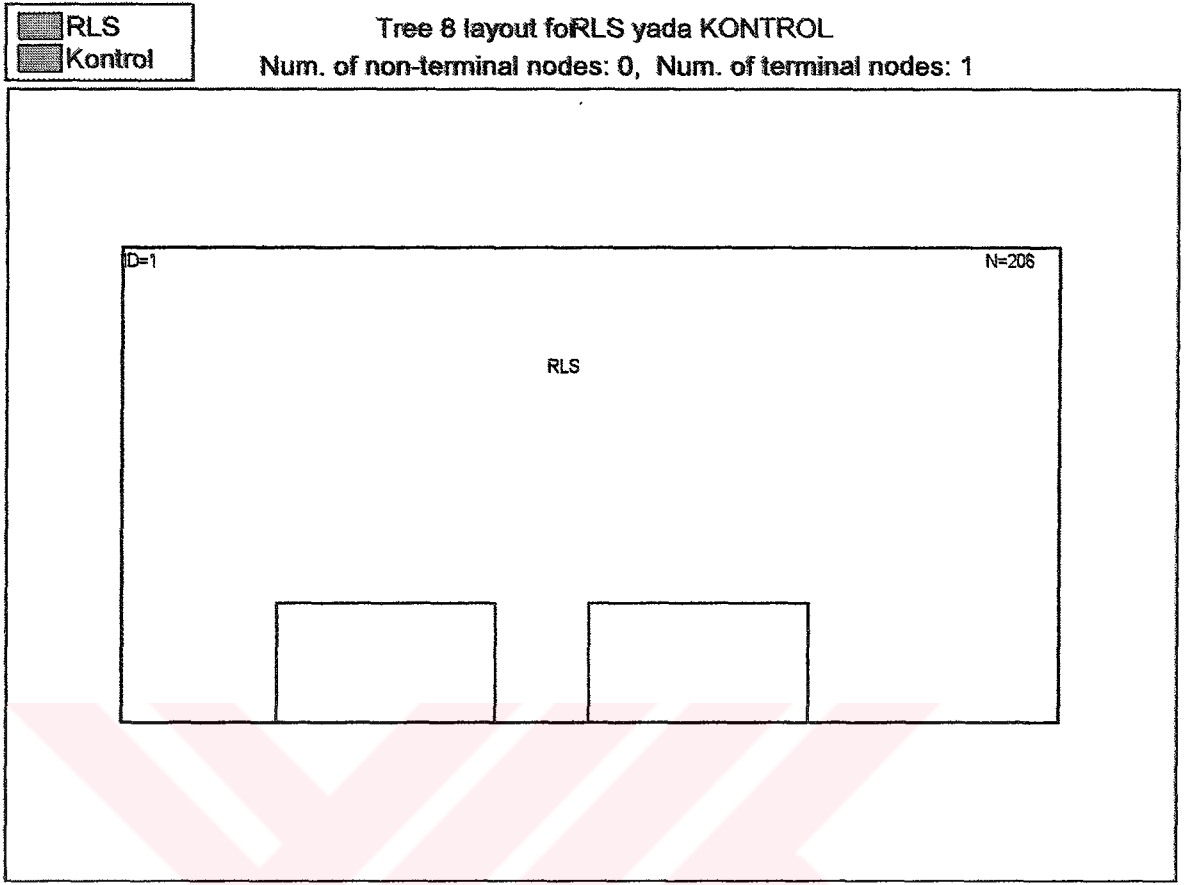 RLS
Kontrol
Tree 8 layout foRLS yada KONTROL
Num. of non-terminal nodes: 0, Num. of terminal nodes: 1
ID=1
N=206
RLS